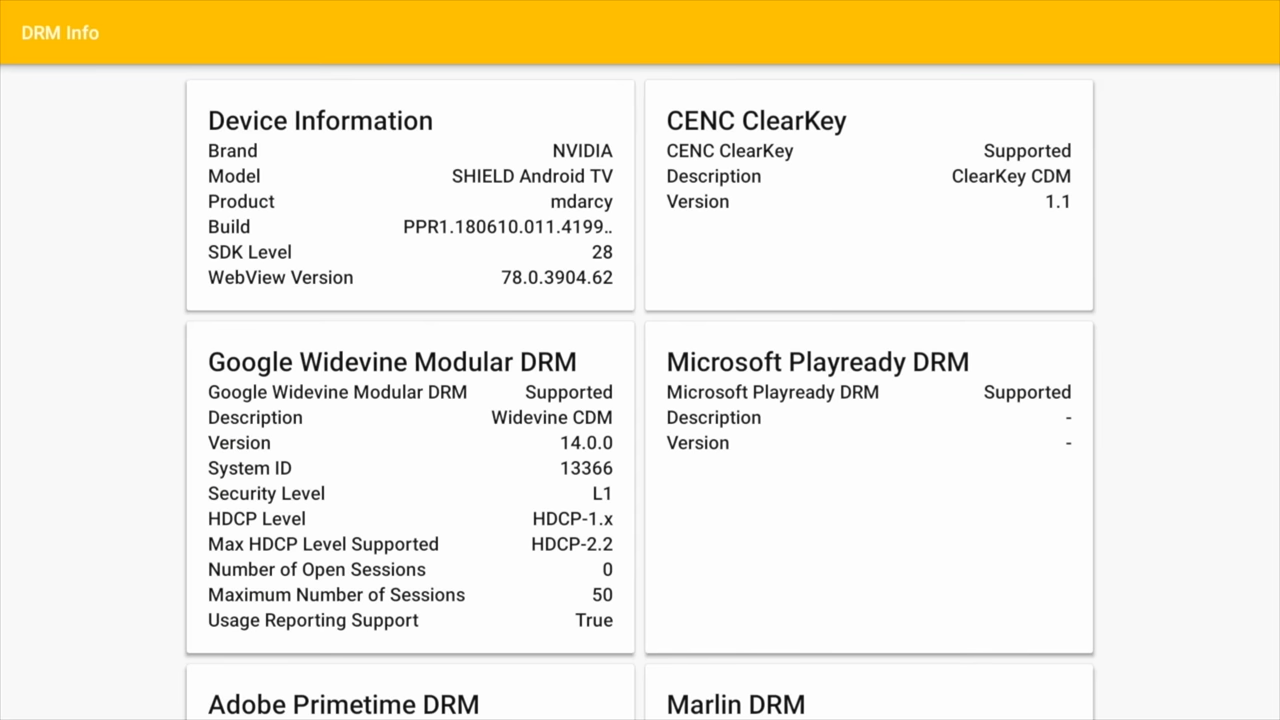 DRM Info
Device Information
Brand NVIDIA
Model SHIELD Android TV
Product mdarcy
Build PPR1.180610.011.4199..
SDK Level 28
WebView Version 78.0.3904.62
CENC ClearKey
CENC ClearKey Supported
Description ClearKey CDM
Version 1.1
Google Widevine Modular DRM
Google Widevine Modular DRM Supported
Description Widevine CDM
Version 14.0.0
System ID 13366
Security Level L1
HDCP Level HDCP-1.x
Max HDCP Level Supported HDCP-2.2
Number of Open Sessions 0
Maximum Number of Sessions 50
Usage Reporting Support True
Microsoft Playready DRM
Microsoft Playready DRM Supported
Description -
Version -
Adobe Primetime DRM
Marlin DRM